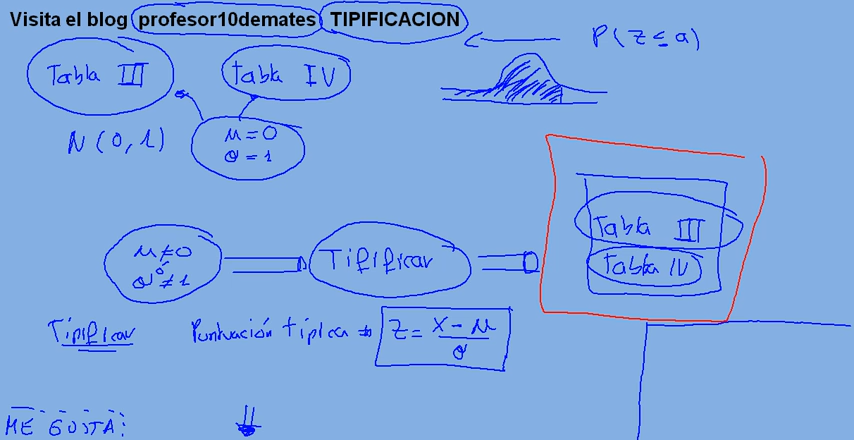 Visita el blog profesor10demates TIPIFICACION
P(Z ≤ a)
Tabla III
tabla IV
N(0,1)
μ=0
σ=1
μ≠0
σ≠1
Tipificar
Tabla III
tabla IV
Tipificar
Puntuación típica ⇒ Z = X - μ / σ
ME GUSTA: